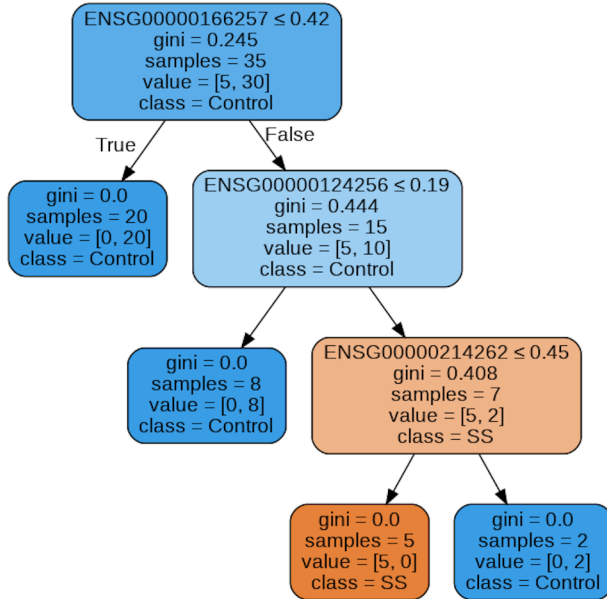 ENSG00000166257 ≤ 0.42
gini = 0.245
samples = 35
value = [5, 30]
class = Control
True
False
gini = 0.0
samples = 20
value = [0, 20]
class = Control
ENSG00000124256 ≤ 0.19
gini = 0.444
samples = 15
value = [5, 10]
class = Control
gini = 0.0
samples = 8
value = [0, 8]
class = Control
ENSG00000214262 ≤ 0.45
gini = 0.408
samples = 7
value = [5, 2]
class = SS
gini = 0.0
samples = 5
value = [5, 0]
class = SS
gini = 0.0
samples = 2
value = [0, 2]
class = Control